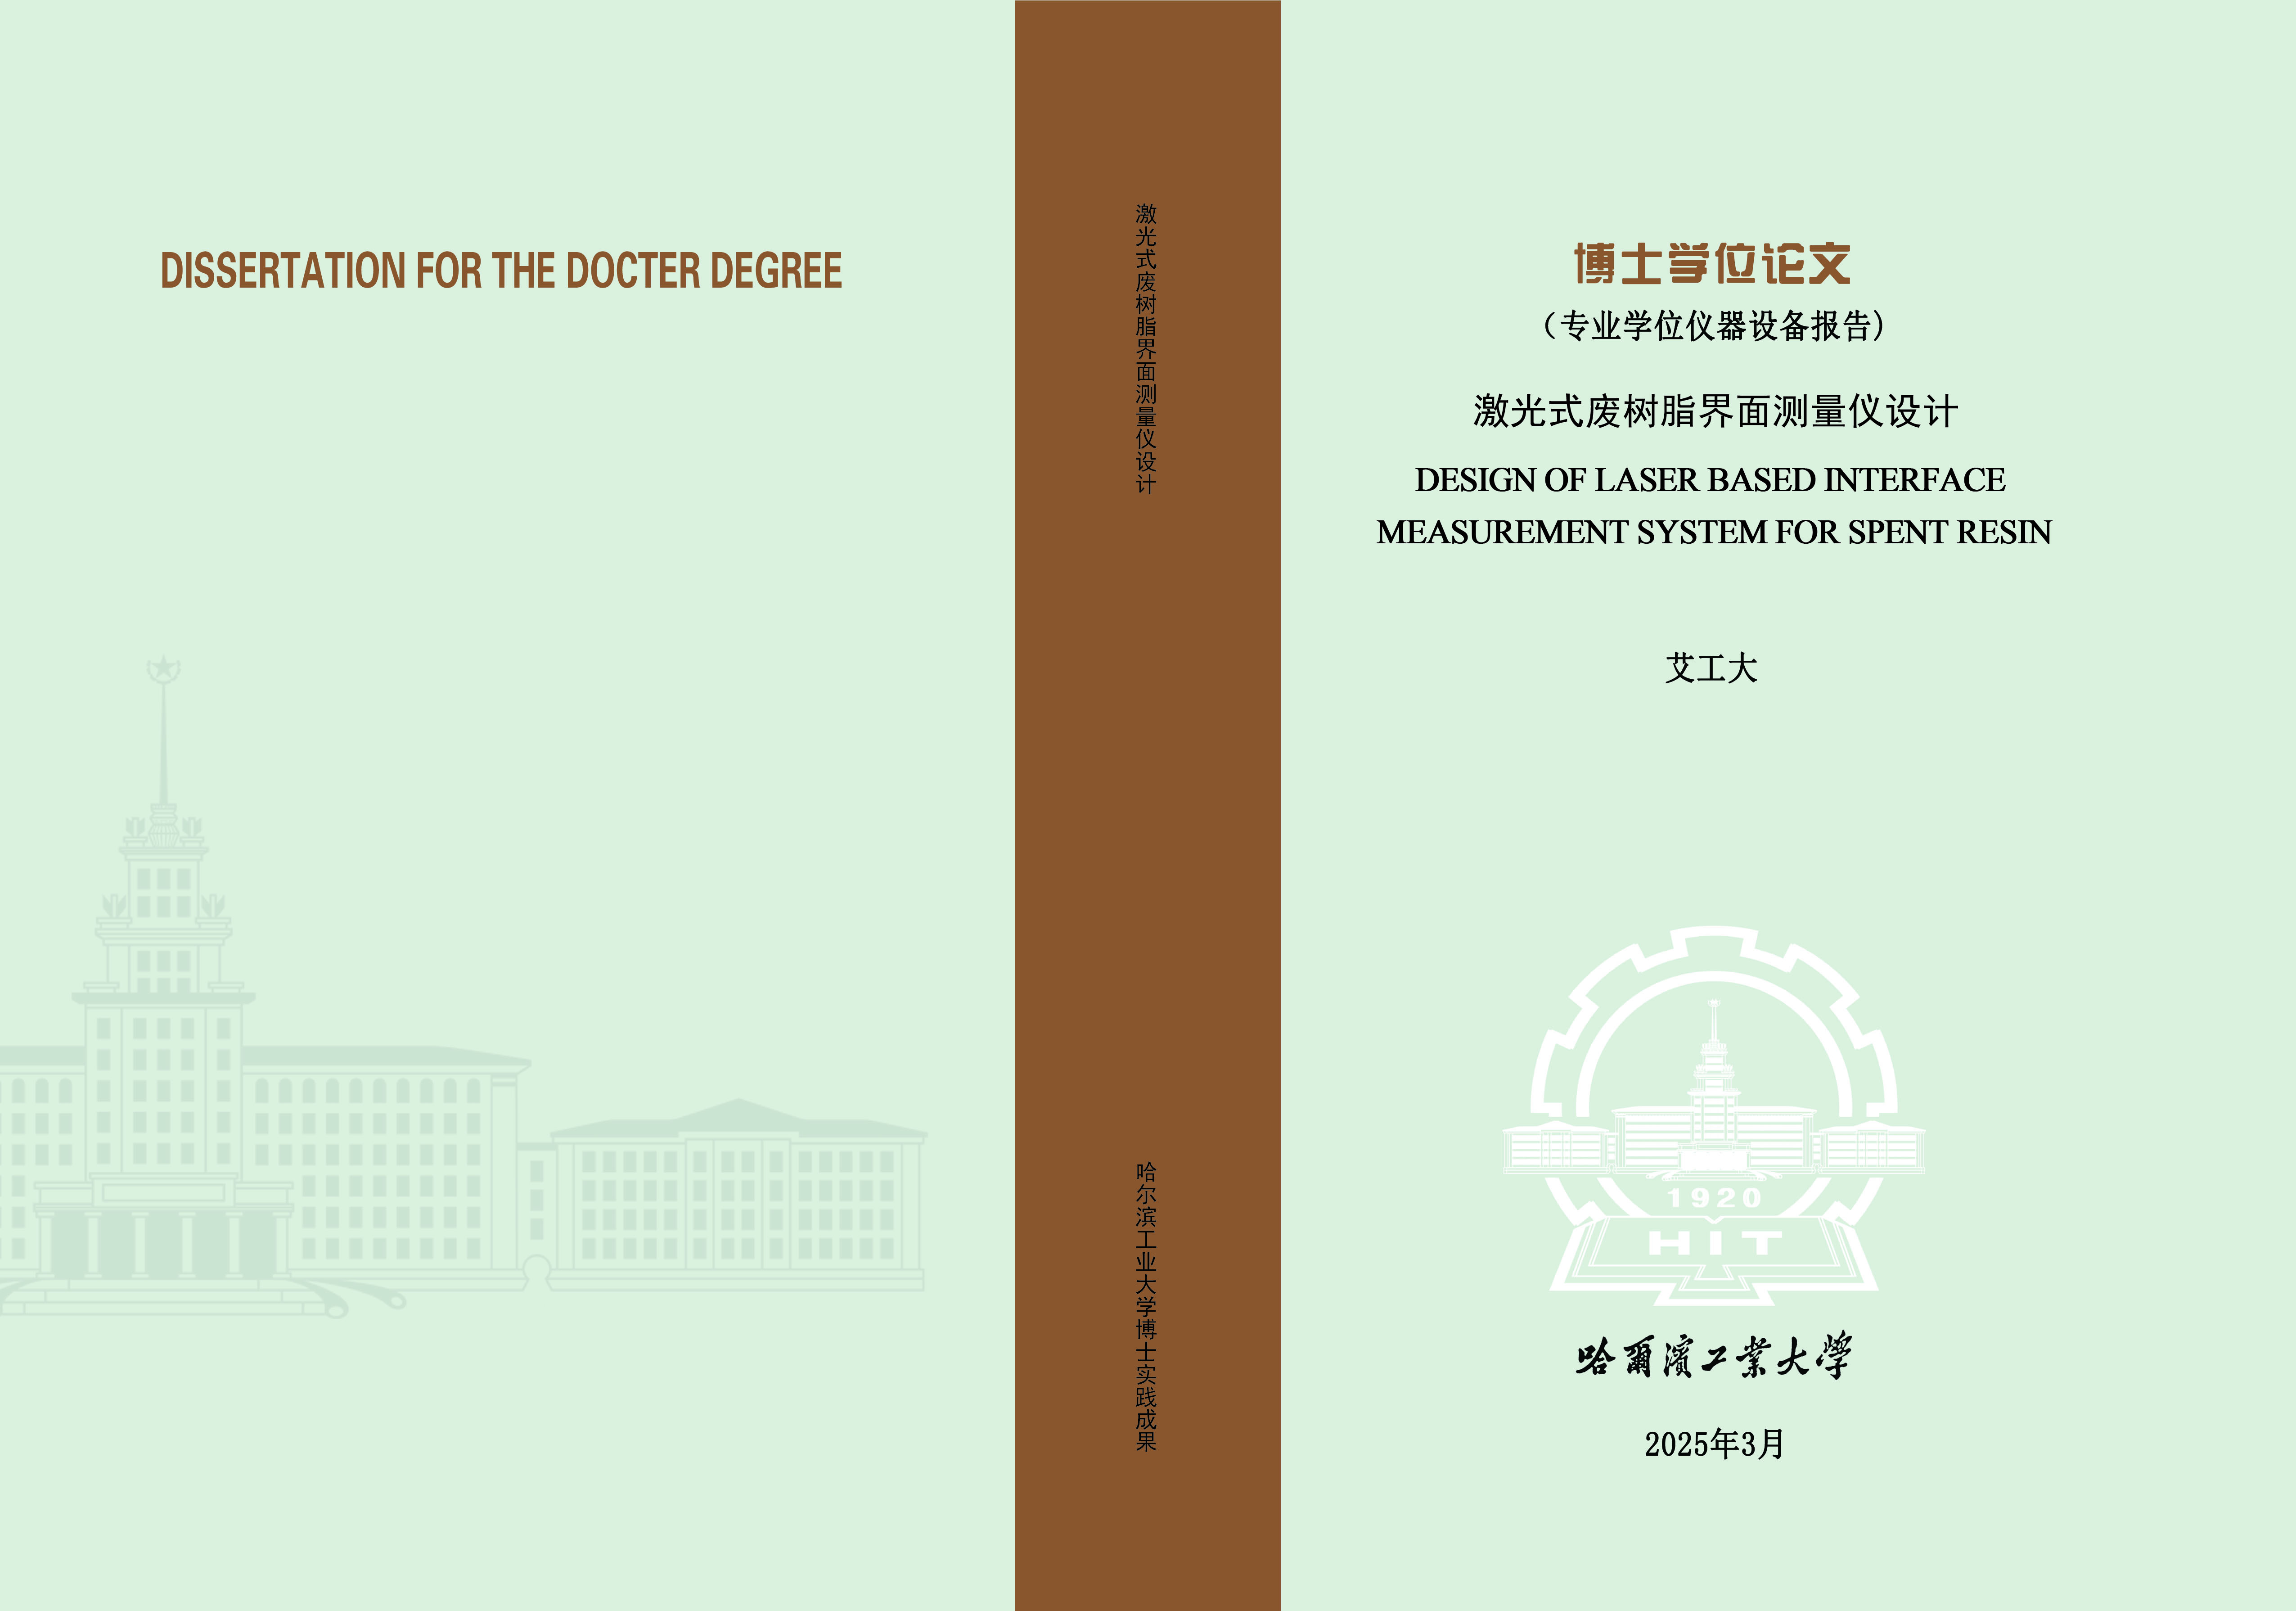 DISSERTATION FOR THE DOCTER DEGREE
激光式废树脂界面测量仪设计
哈尔滨工业大学博士实践成果
博士学位论文
（专业学位仪器设备报告)
激光式废树脂界面测量仪设计
DESIGN OF LASER BASED INTERFACE
MEASUREMENT SYSTEM FOR SPENT RESIN
艾工大
1920
HIT
哈爾濱工業大學
2025年3月